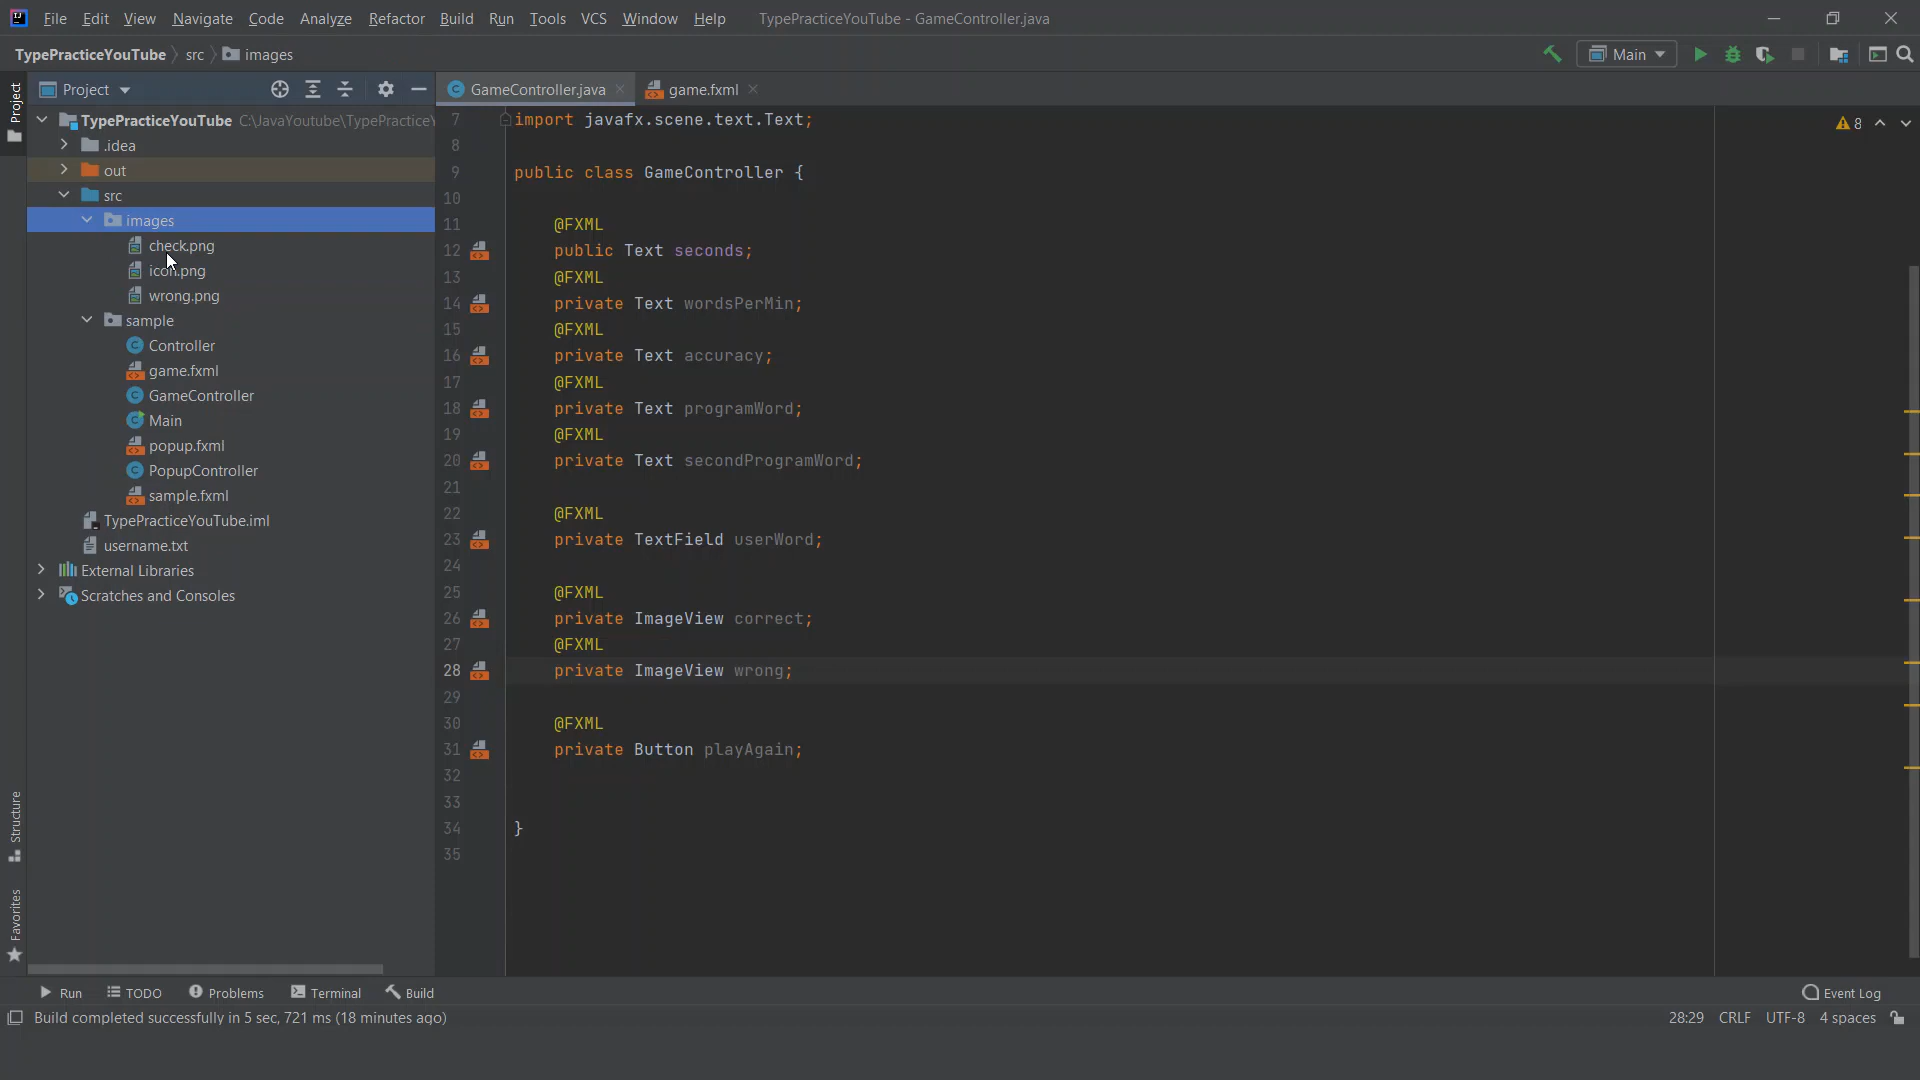 File Edit View Navigate Code Analyze Refactor Build Run Tools VCS Window Help TypePracticeYouTube - GameController.java
TypePracticeYouTube src images Main
Project GameController.java game.fxml
Project
TypePracticeYouTube C:\JavaYoutube\TypePracticeY
.idea
out
src
images
check.png
icon.png
wrong.png
sample
Controller
game.fxml
GameController
Main
popup.fxml
PopupController
sample.fxml
TypePracticeYouTube.iml
username.txt
External Libraries
Scratches and Consoles
Structure
Favorites
7 import javafx.scene.text.Text; 8
8
9 public class GameController {
10
11 @FXML
12 public Text seconds;
13 @FXML
14 private Text wordsPerMin;
15 @FXML
16 private Text accuracy;
17 @FXML
18 private Text programWord;
19 @FXML
20 private Text secondProgramWord;
21
22 @FXML
23 private TextField userWord;
24
25 @FXML
26 private ImageView correct;
27 @FXML
28 private ImageView wrong;
29
30 @FXML
31 private Button playAgain;
32
33
34 }
35
Run TODO Problems Terminal Build Event Log
Build completed successfully in 5 sec, 721 ms (18 minutes ago) 28:29 CRLF UTF-8 4 spaces